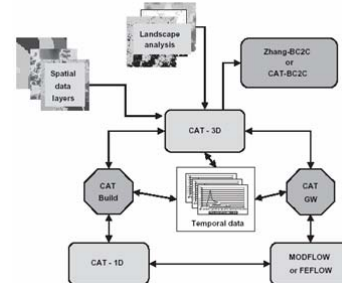 Landscape
analysis
Zhang-BC2C
or
CAT-BC2C
Spatial
data
layers
CAT - 3D
CAT
Build
CAT
GW
Temporal data
CAT - 1D
MODFLOW
or FEFLOW